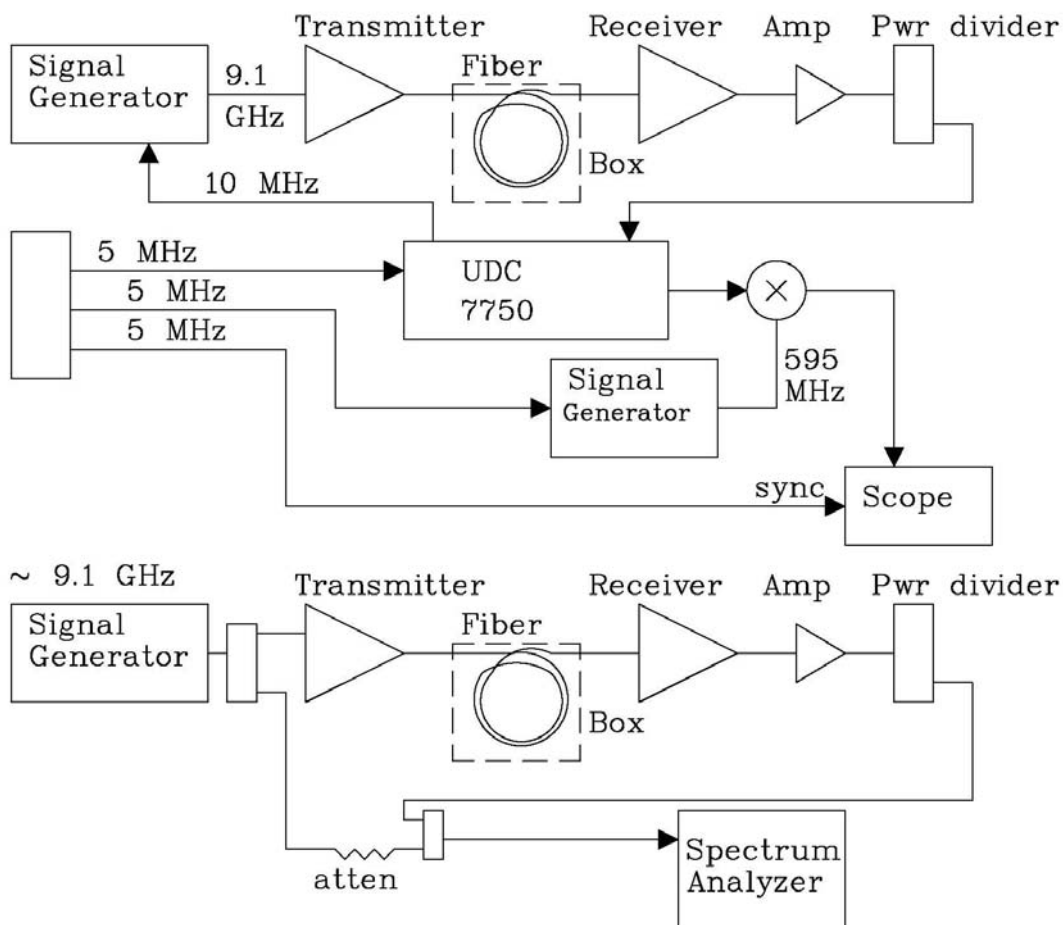 Transmitter
Receiver
Amp
Pwr divider
Signal
Generator
9.1
GHz
Fiber
Box
10 MHz
5 MHz
5 MHz
5 MHz
UDC
7750
595
MHz
Signal
Generator
sync
Scope
~ 9.1 GHz
Transmitter
Receiver
Amp
Pwr divider
Signal
Generator
Fiber
Box
atten
Spectrum
Analyzer